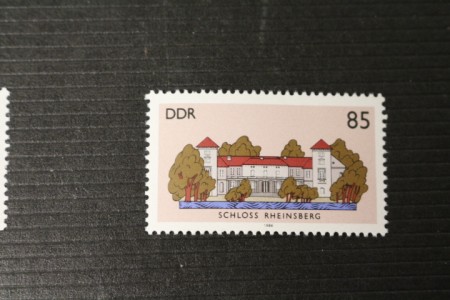 DDR 85
SCHLOSS RHEINSBERG